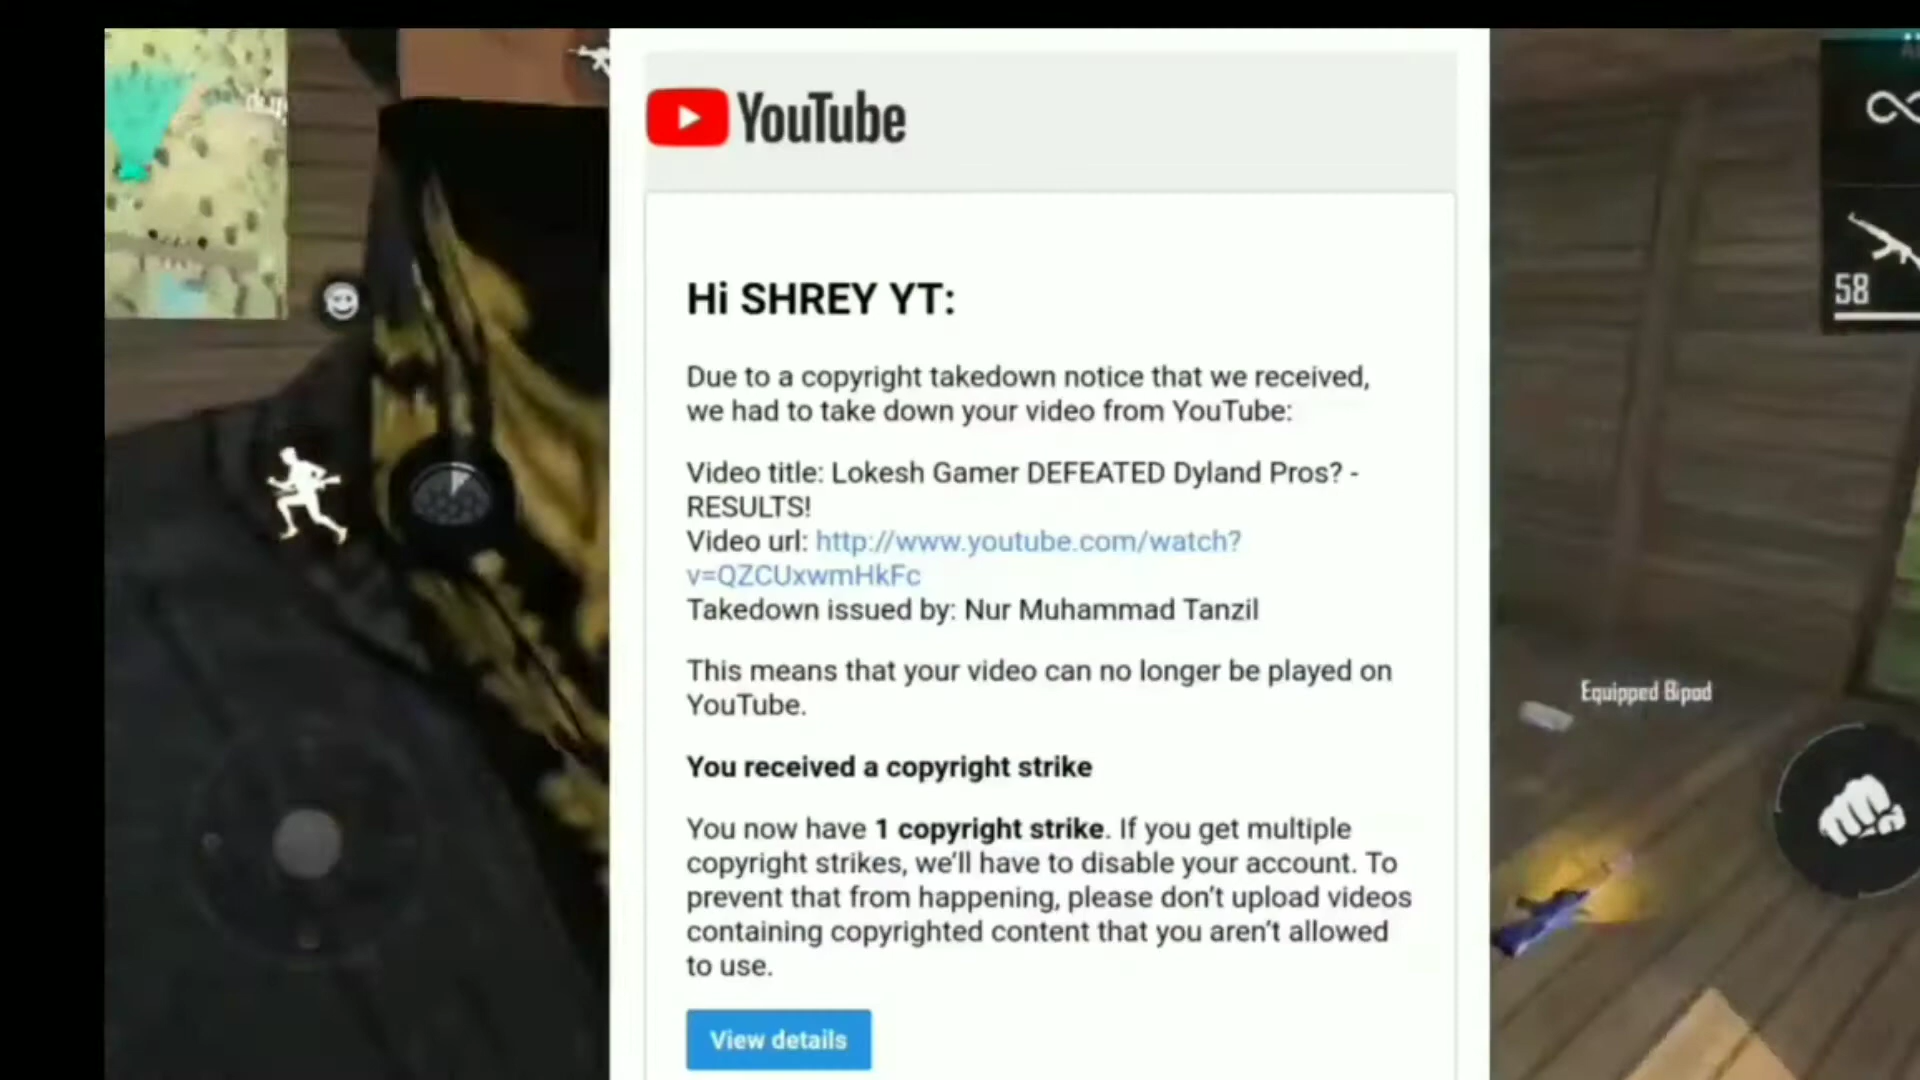 YouTube
Hi SHREY YT:
Due to a copyright takedown notice that we received,
we had to take down your video from YouTube:
Video title: Lokesh Gamer DEFEATED Dyland Pros? -
RESULTS!
Video url: http://www.youtube.com/watch?
v=QZCUxwmHkFc
Takedown issued by: Nur Muhammad Tanzil
This means that your video can no longer be played on
YouTube.
You received a copyright strike
You now have 1 copyright strike. If you get multiple
copyright strikes, we'll have to disable your account. To
prevent that from happening, please don't upload videos
containing copyrighted content that you aren't allowed
to use.
View details
58
Equipped Bipod